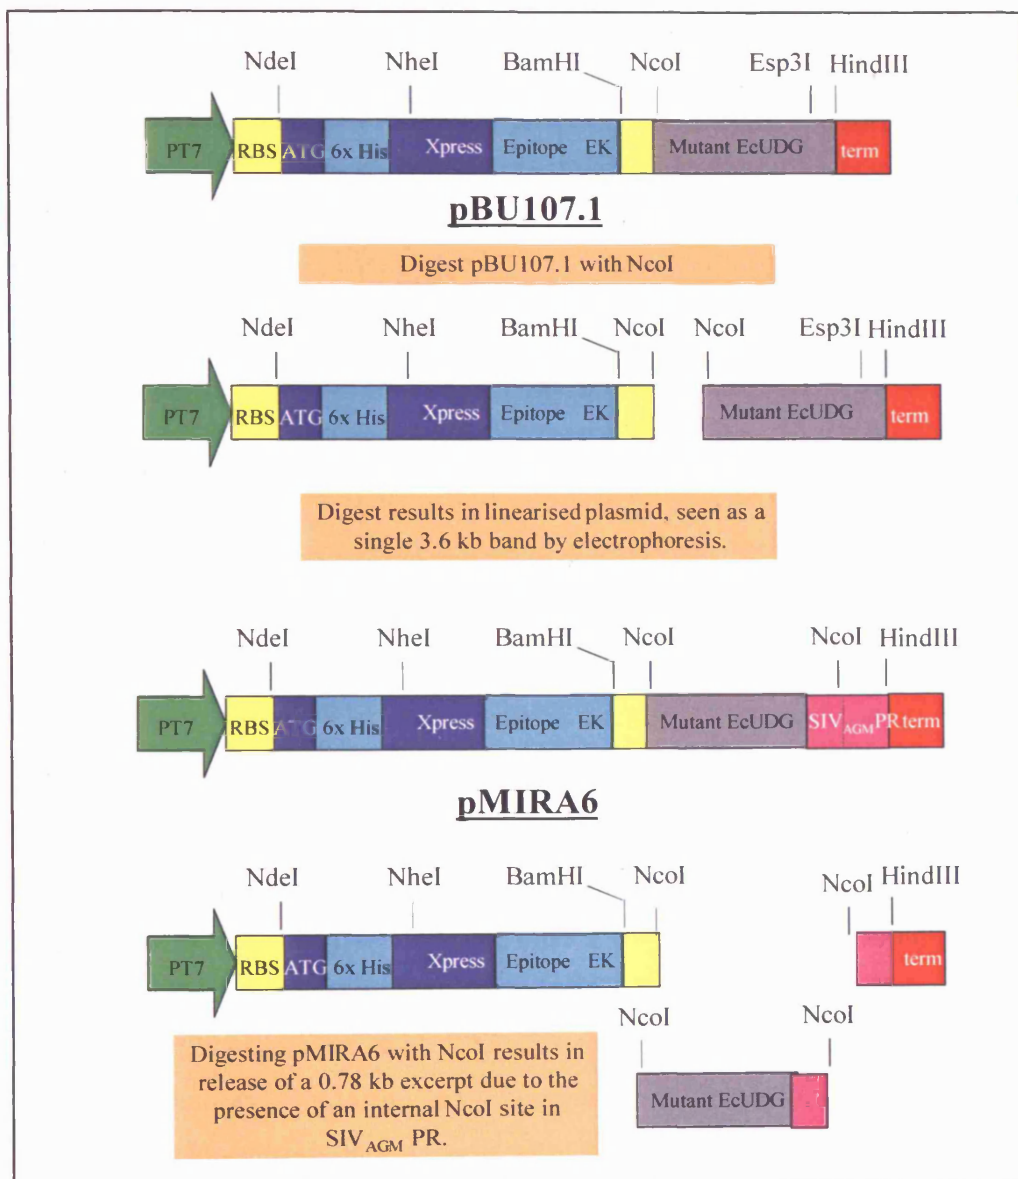 NdeI NheI BamHI NcoI Esp3I HindIII
PT7 RBS ATG 6x His Xpress Epitope EK Mutant EcUDG term
pBU107.1
Digest pBU107.1 with NcoI
NdeI NheI BamHI NcoI NcoI Esp3I HindIII
PT7 RBS ATG 6x His Xpress Epitope EK Mutant EcUDG term
Digest results in linearised plasmid, seen as a
single 3.6 kb band by electrophoresis.
NdeI NheI BamHI NcoI NcoI HindIII
PT7 RBS ATG 6x His Xpress Epitope EK Mutant EcUDG SIV AGM PR term
pMIRA6
NdeI NheI BamHI NcoI NcoI HindIII
PT7 RBS ATG 6x His Xpress Epitope EK term
NcoI NcoI
Mutant EcUDG
Digesting pMIRA6 with NcoI results in
release of a 0.78 kb excerpt due to the
presence of an internal NcoI site in
SIV AGM PR.